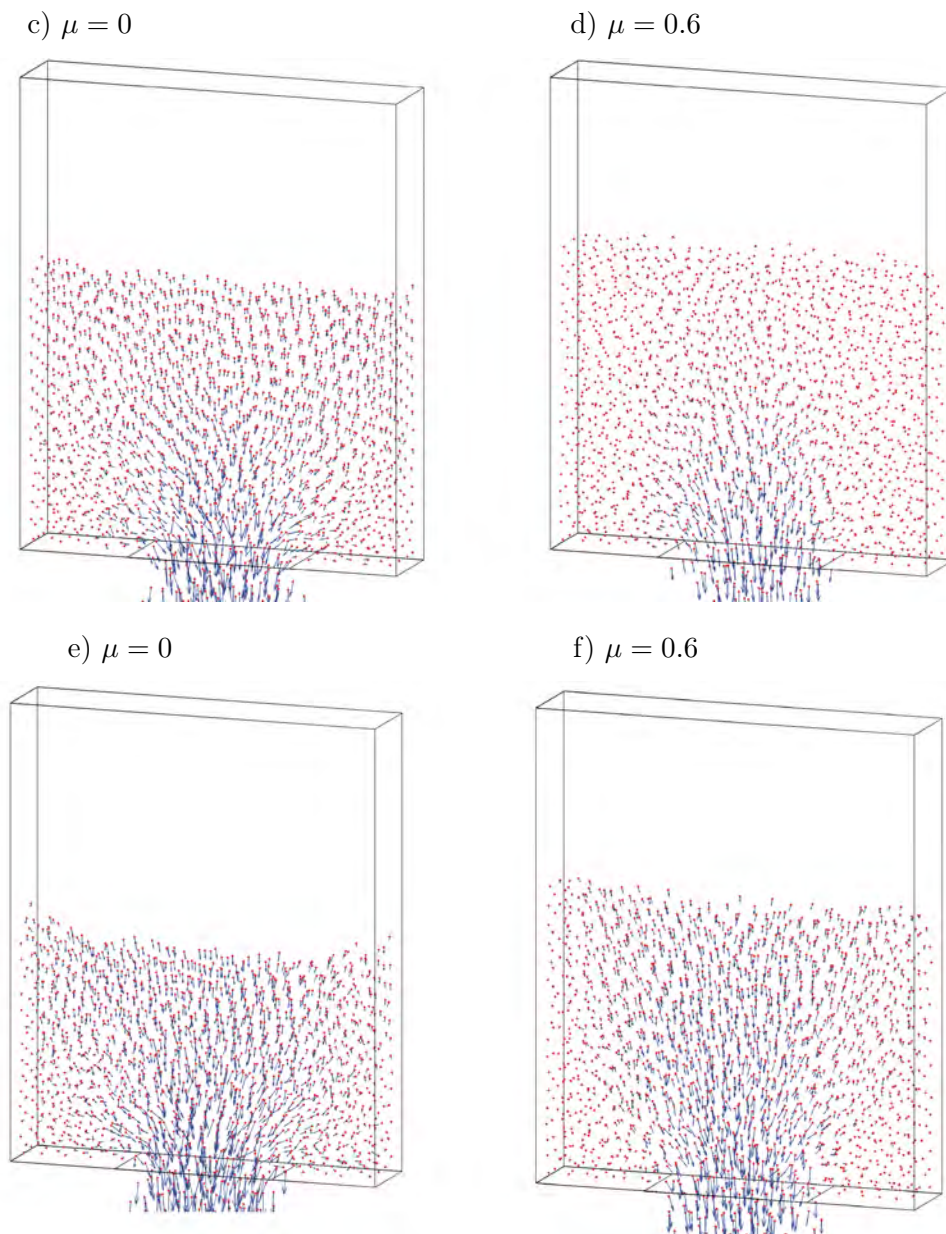 c) μ = 0
d) μ = 0.6
e) μ = 0
f) μ = 0.6